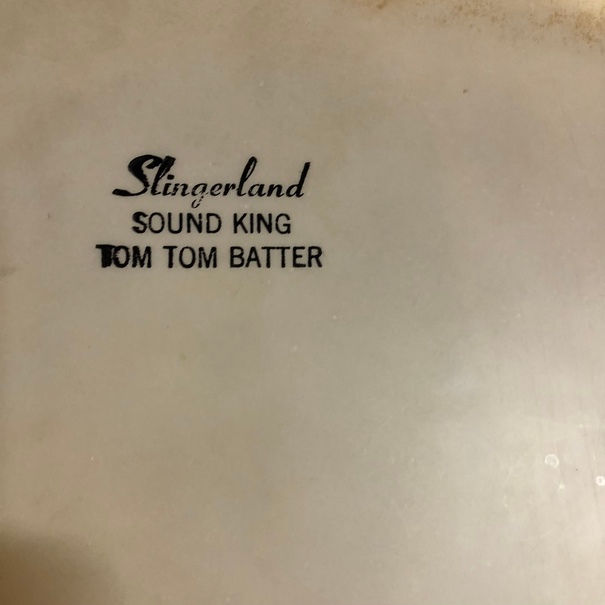 Slingerland
SOUND KING
TOM TOM BATTER